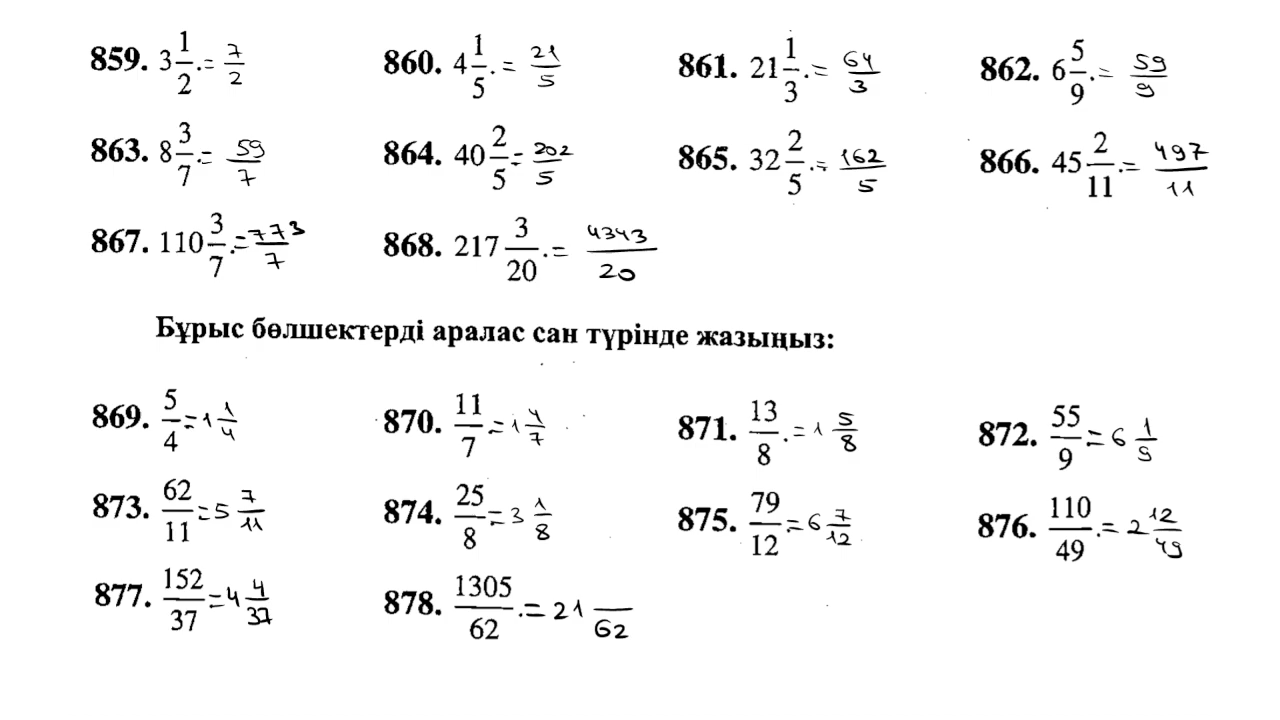 859. 3 1/2 .= 7/2 860. 4 1/5 .= 21/5 861. 21 1/3 .= 64/3 862. 6 5/9 .= 59/9
863. 8 3/7 .= 59/7 864. 40 2/5 .= 202/5 865. 32 2/5 .= 162/5 866. 45 2/11 .= 497/11
867. 110 3/7 .= 773/7 868. 217 3/20 .= 4343/20
Бұрыс бөлшектерді аралас сан түрінде жазыңыз:
869. 5/4 = 1 1/4 870. 11/7 = 1 4/7 871. 13/8 .= 1 5/8 872. 55/9 = 6 1/9
873. 62/11 = 5 7/11 874. 25/8 = 3 1/8 875. 79/12 = 6 7/12 876. 110/49 .= 2 12/49
877. 152/37 = 4 4/37 878. 1305/62 .= 21 /62